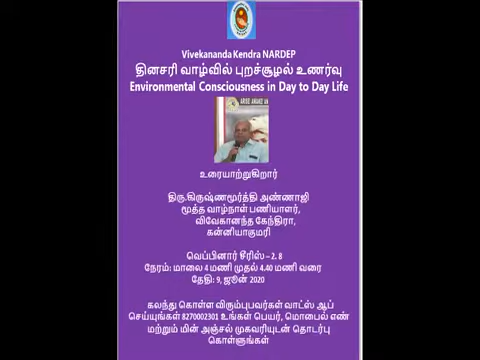 Vivekananda Kendra NARDEP
தினசரி வாழ்வில் புறச்சூழல் உணர்வு
Environmental Consciousness in Day to Day Life
உரையாற்றுகிறார்
திரு.கிருஷ்ணமூர்த்தி அண்ணாஜி
மூத்த வாழ்நாள் பணியாளர்,
விவேகானந்த கேந்திரா,
கன்னியாகுமரி
வெப்பினார் சீரிஸ் – 2. 8
நேரம்: மாலை 4 மணி முதல் 4.40 மணி வரை
தேதி: 9, ஜூன் 2020
கலந்து கொள்ள விரும்புபவர்கள் வாட்ஸ் ஆப்
செய்யுங்கள் 8270002301 உங்கள் பெயர், மொபைல் எண்
மற்றும் மின் அஞ்சல் முகவரியுடன் தொடர்பு
கொள்ளுங்கள்